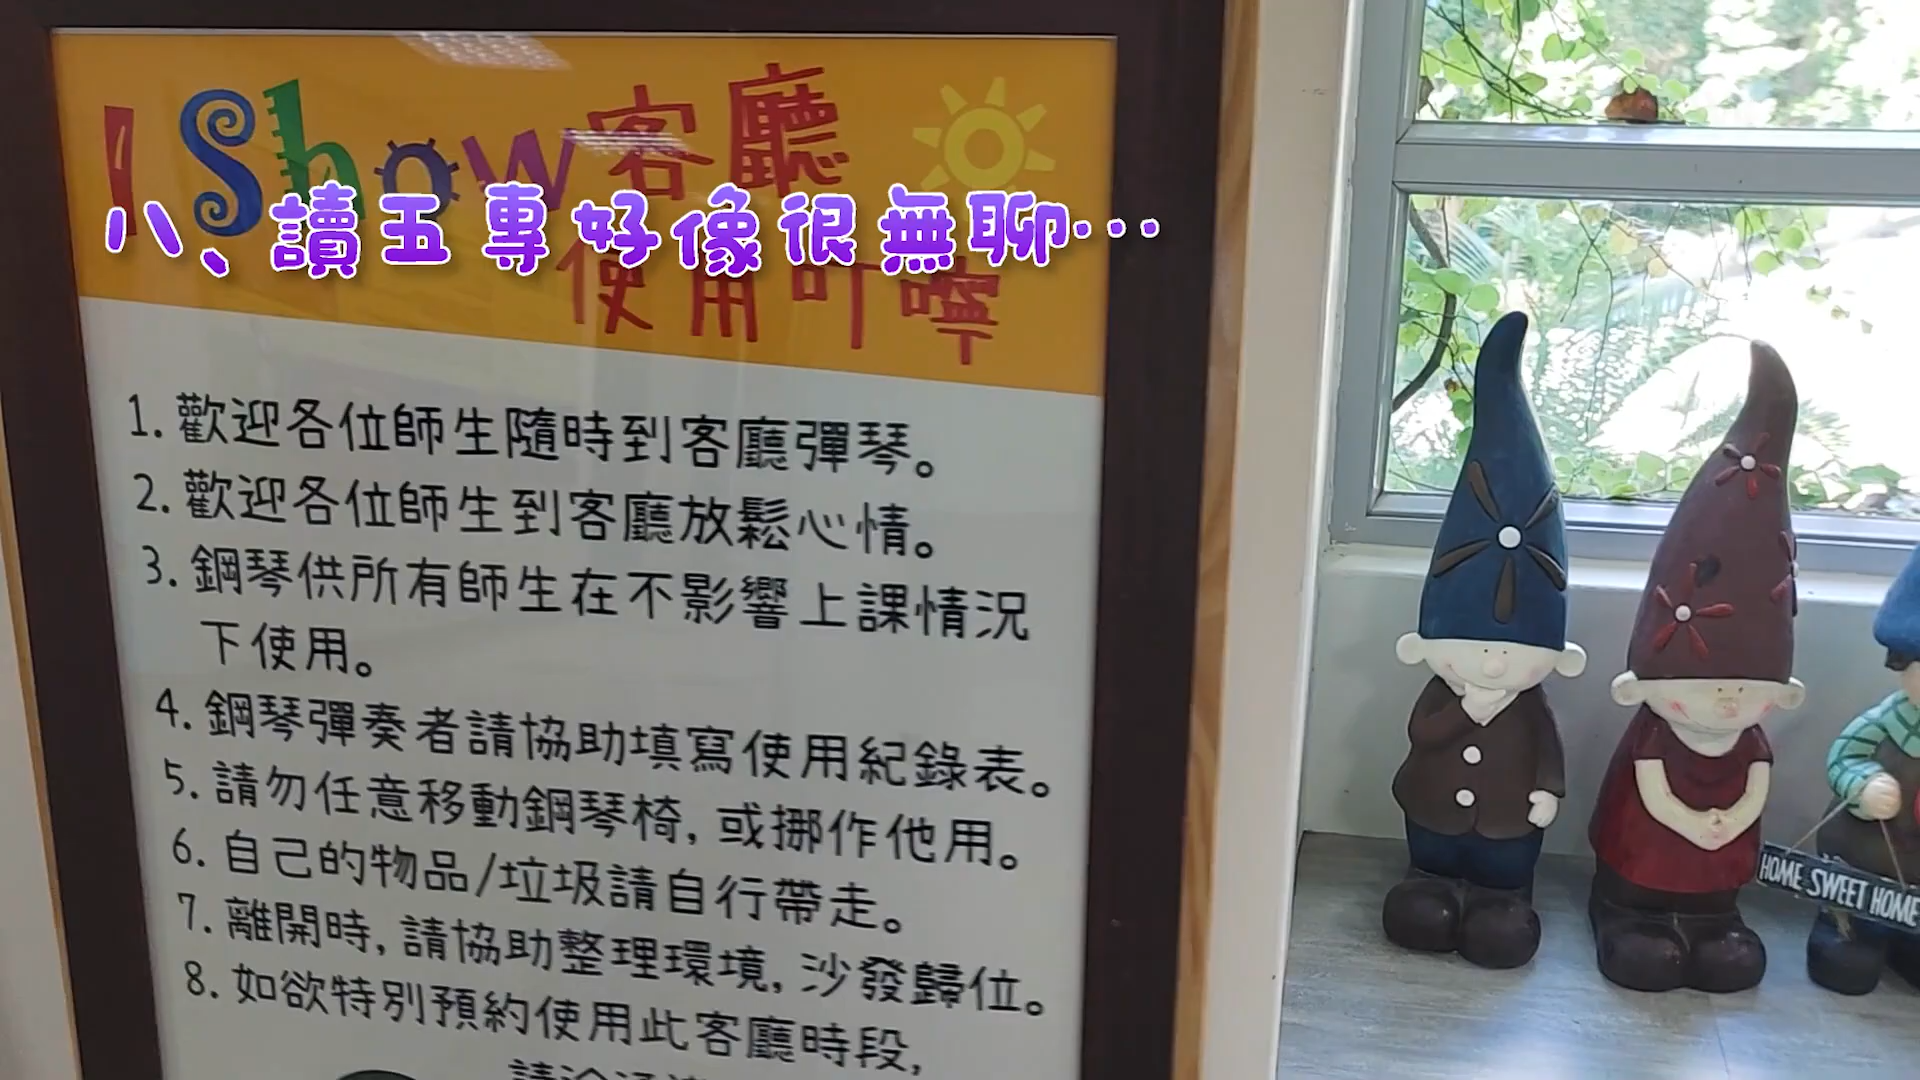 I Show客廳
八、讀五專好像很無聊…
使用叮嚀
1. 歡迎各位師生隨時到客廳彈琴。
2. 歡迎各位師生到客廳放鬆心情。
3. 鋼琴供所有師生在不影響上課情況
下使用。
4. 鋼琴彈奏者請協助填寫使用紀錄表。
5. 請勿任意移動鋼琴椅, 或挪作他用。
6. 自己的物品/垃圾請自行帶走。
7. 離開時, 請協助整理環境, 沙發歸位。
8. 如欲特別預約使用此客廳時段,
HOME SWEET HOME